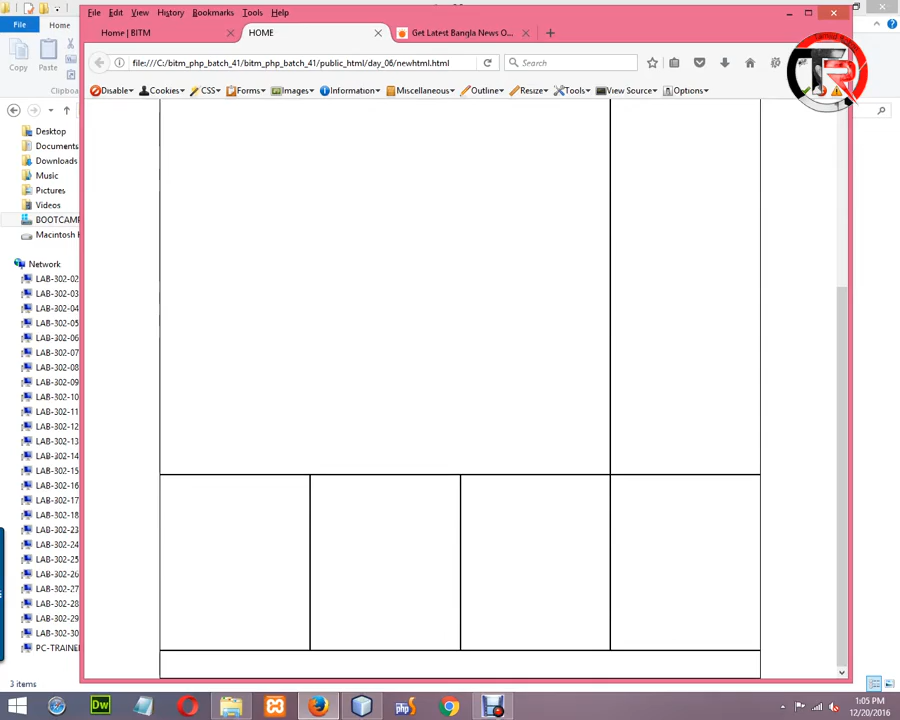 File Home
File Edit View History Bookmarks Tools Help
Home | BITM
HOME
Get Latest Bangla News O...
file:///C:/bitm_php_batch_41/bitm_php_batch_41/public_html/day_06/newhtml.html
Search
Disable Cookies CSS Forms Images Information Miscellaneous Outline Resize Tools View Source Options
Copy
Paste
Clipboa
Desktop
Documents
Downloads
Music
Pictures
Videos
BOOTCAMP
Macintosh H
Network
LAB-302-02
LAB-302-03
LAB-302-04
LAB-302-05
LAB-302-06
LAB-302-07
LAB-302-08
LAB-302-09
LAB-302-10
LAB-302-11
LAB-302-12
LAB-302-13
LAB-302-14
LAB-302-15
LAB-302-16
LAB-302-17
LAB-302-18
LAB-302-23
LAB-302-24
LAB-302-25
LAB-302-26
LAB-302-27
LAB-302-28
LAB-302-29
LAB-302-30
PC-TRAINE
3 items
Dw
php
1:05 PM
12/20/2016